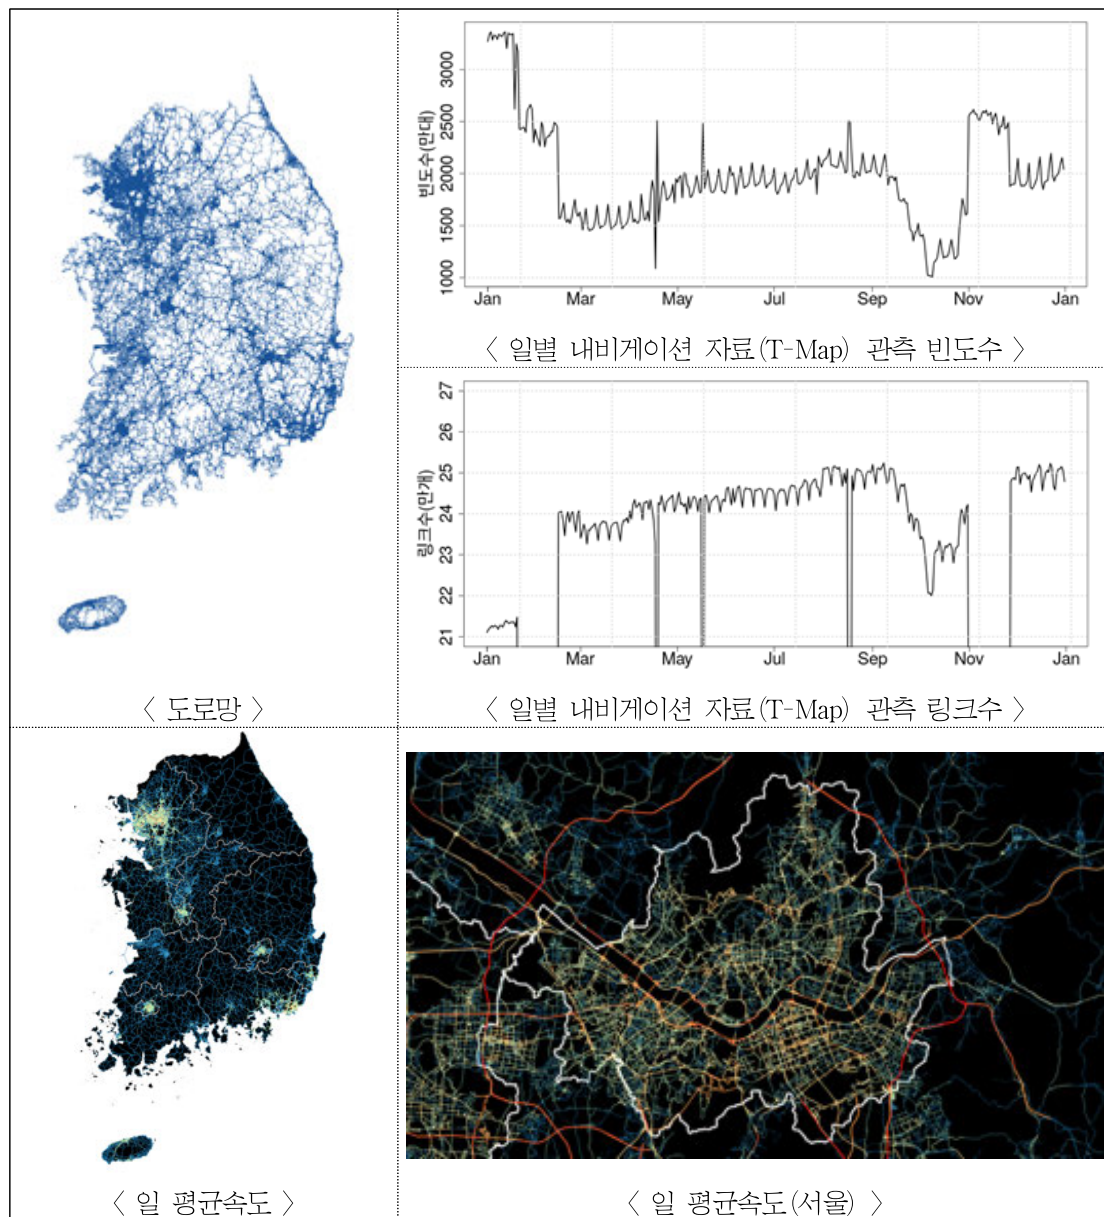 빈도수(만대)
3000
2500
2000
1500
1000
Jan
Mar
May
Jul
Sep
Nov
Jan
〈 일별 내비게이션 자료(T-Map) 관측 빈도수 〉
링크수(만개)
27
26
25
24
23
22
21
Jan
Mar
May
Jul
Sep
Nov
Jan
〈 도로망 〉
〈 일별 내비게이션 자료(T-Map) 관측 링크수 〉
〈 일 평균속도 〉
〈 일 평균속도(서울) 〉